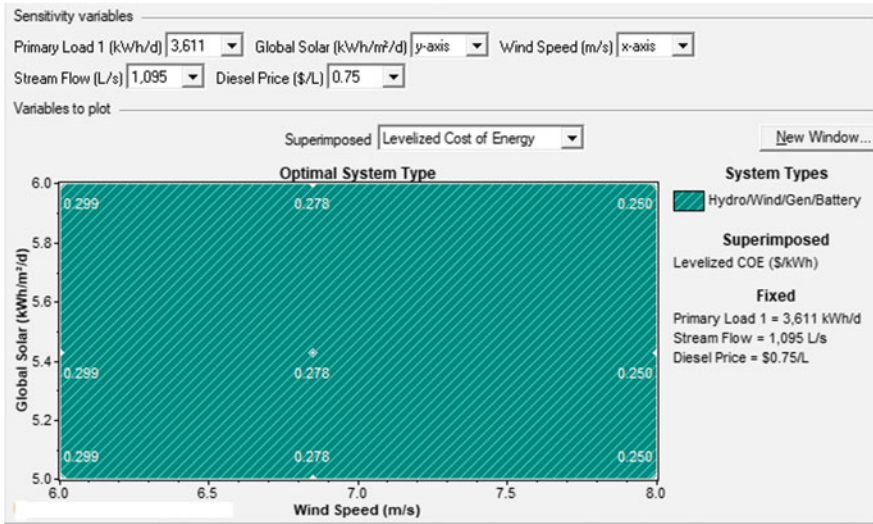 Sensitivity variables
Primary Load 1 (kWh/d) 3,611 Global Solar (kWh/m²/d) y-axis Wind Speed (m/s) x-axis
Stream Flow (L/s) 1,095 Diesel Price ($/L) 0.75
Variables to plot
Superimposed Levelized Cost of Energy New Window...
Optimal System Type
6.0
5.8
5.6
5.4
5.2
5.0
Global Solar (kWh/m²/d)
0.299 0.278 0.250
0.299 0.278 0.250
0.299 0.278 0.250
6.0 6.5 7.0 7.5 8.0
Wind Speed (m/s)
System Types
Hydro/Wind/Gen/Battery
Superimposed
Levelized COE ($/kWh)
Fixed
Primary Load 1 = 3,611 kWh/d
Stream Flow = 1,095 L/s
Diesel Price = $0.75/L